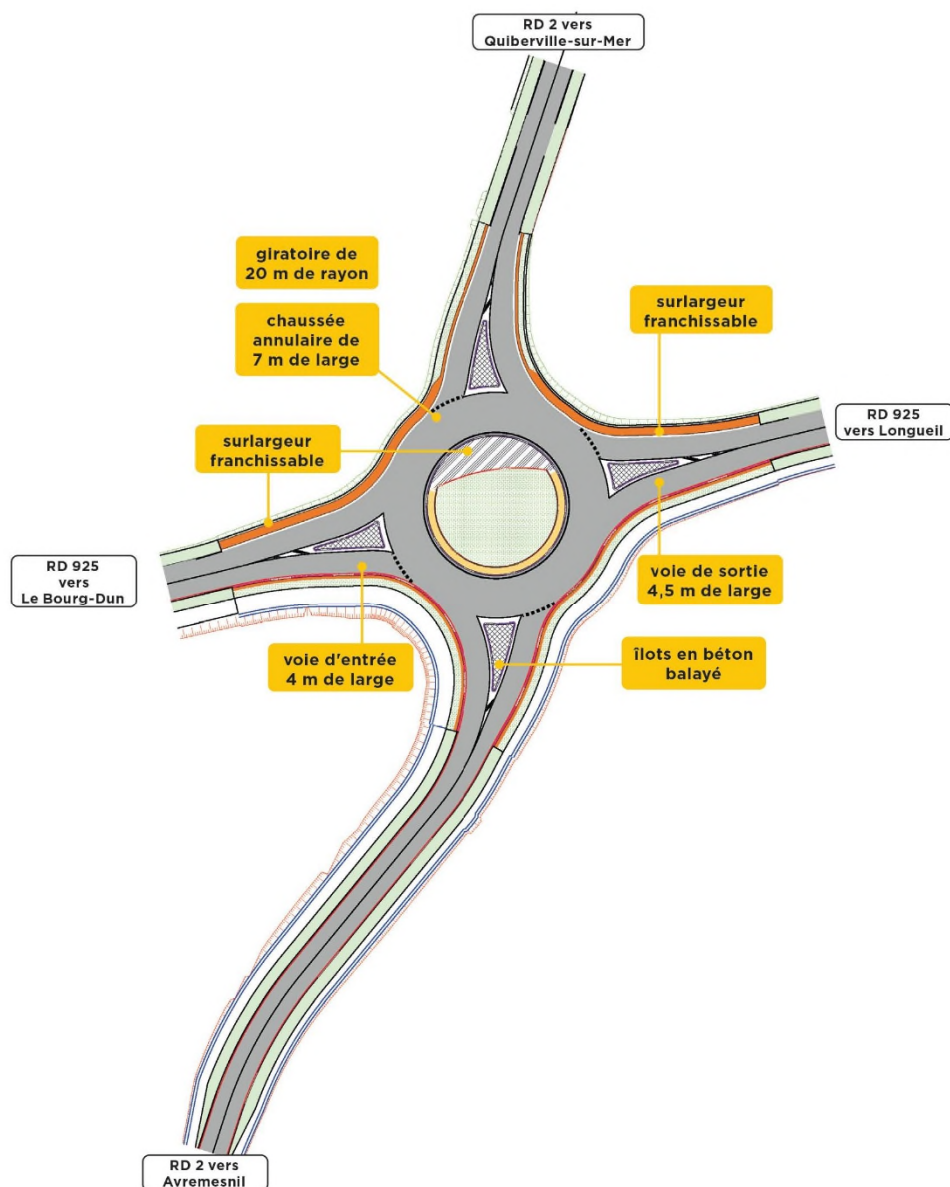 RD 2 vers
Quiberville-sur-Mer
giratoire de
20 m de rayon
chaussée
annulaire de
7 m de large
surlargeur
franchissable
surlargeur
franchissable
RD 925
vers Longueil
RD 925
vers
Le Bourg-Dun
voie de sortie
4,5 m de large
voie d'entrée
4 m de large
îlots en béton
balayé
RD 2 vers
Avremesnil